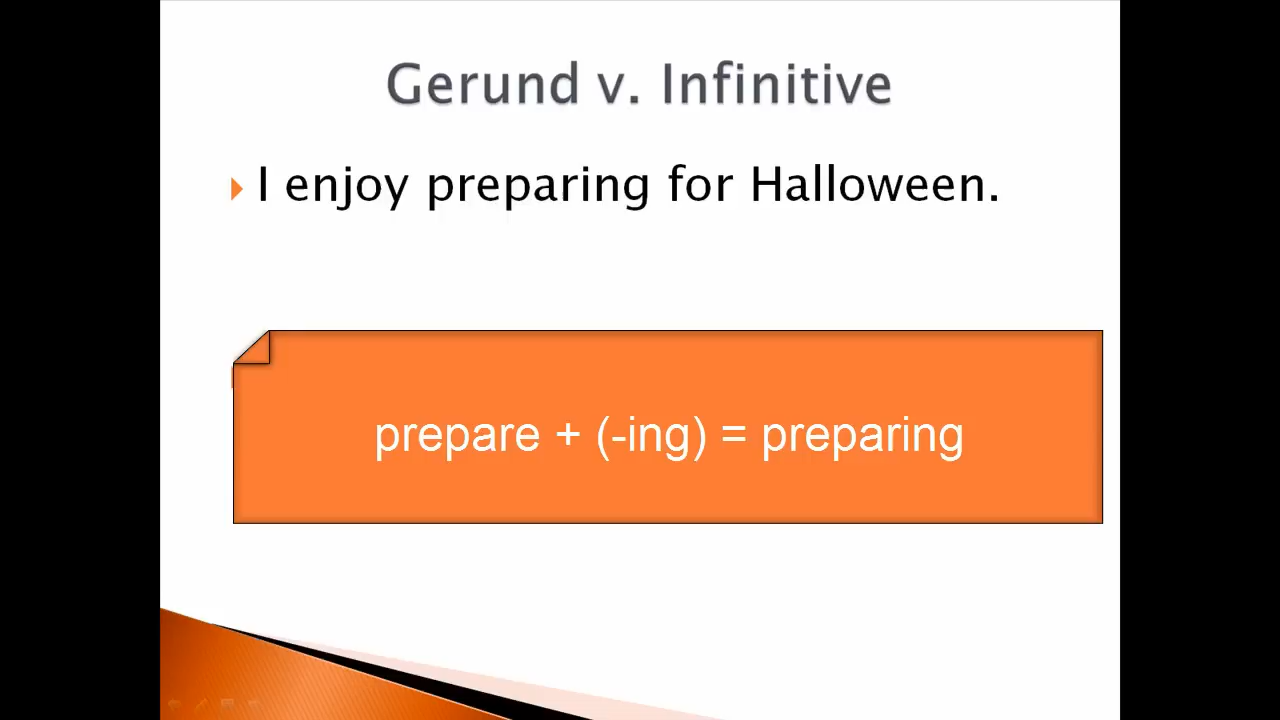 Gerund v. Infinitive
I enjoy preparing for Halloween.
prepare + (-ing) = preparing